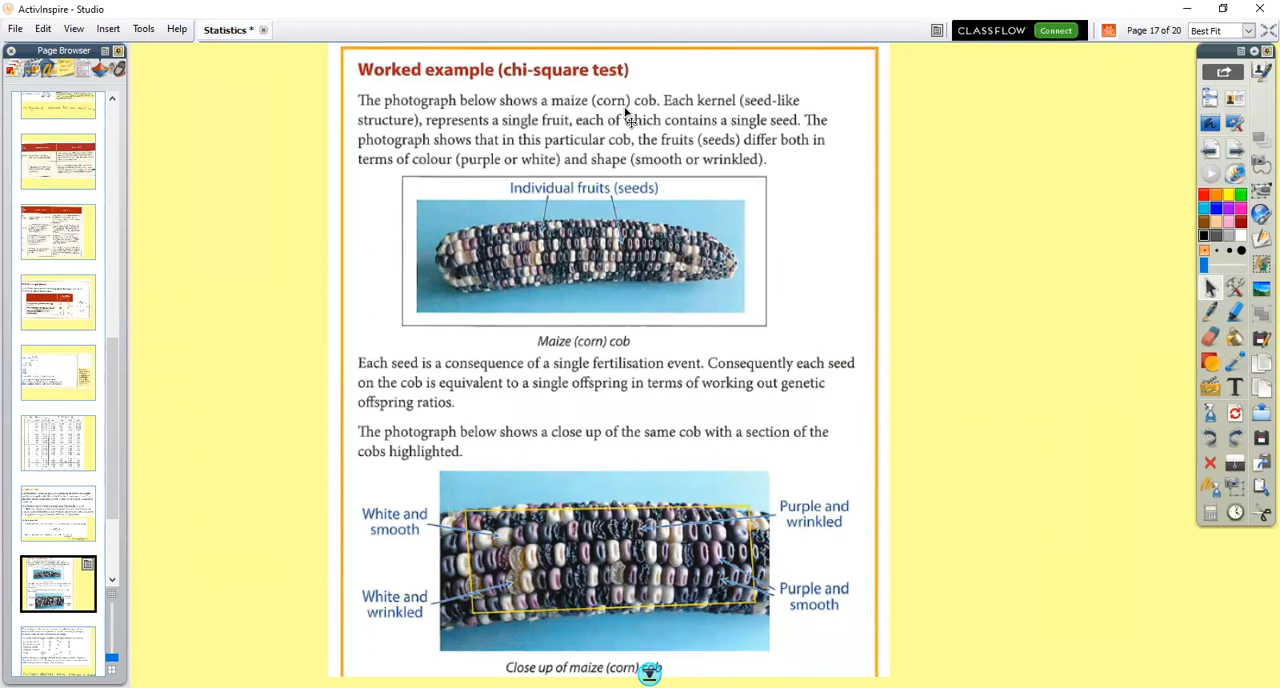 ActivInspire - Studio
File Edit View Insert Tools Help
Statistics *
CLASSFLOW Connect
Page 17 of 20 Best Fit
Page Browser
Worked example (chi-square test)
The photograph below shows a maize (corn) cob. Each kernel (seed-like
structure), represents a single fruit, each of which contains a single seed. The
photograph shows that in this particular cob, the fruits (seeds) differ both in
terms of colour (purple or white) and shape (smooth or wrinkled).
Individual fruits (seeds)
Maize (corn) cob
Each seed is a consequence of a single fertilisation event. Consequently each seed
on the cob is equivalent to a single offspring in terms of working out genetic
offspring ratios.
The photograph below shows a close up of the same cob with a section of the
cobs highlighted.
White and
smooth
Purple and
wrinkled
White and
wrinkled
Purple and
smooth
Close up of maize (corn) cob